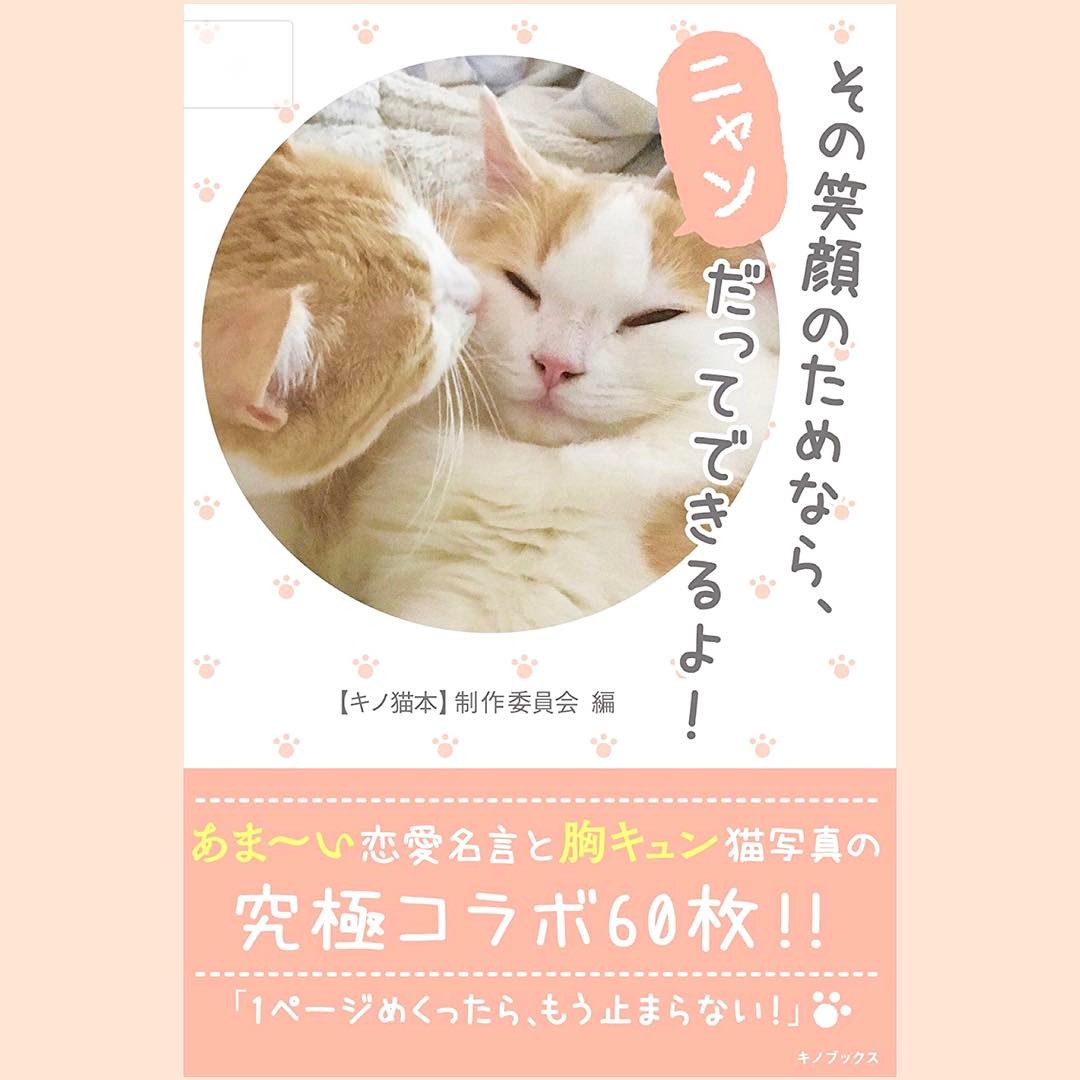 その笑顔のためなら、
ニャン
だってできるよ！
【キノ猫本】制作委員会 編
あま〜い恋愛名言と胸キュン猫写真の
究極コラボ60枚!!
「1ページめくったら、もう止まらない！」
キノブックス